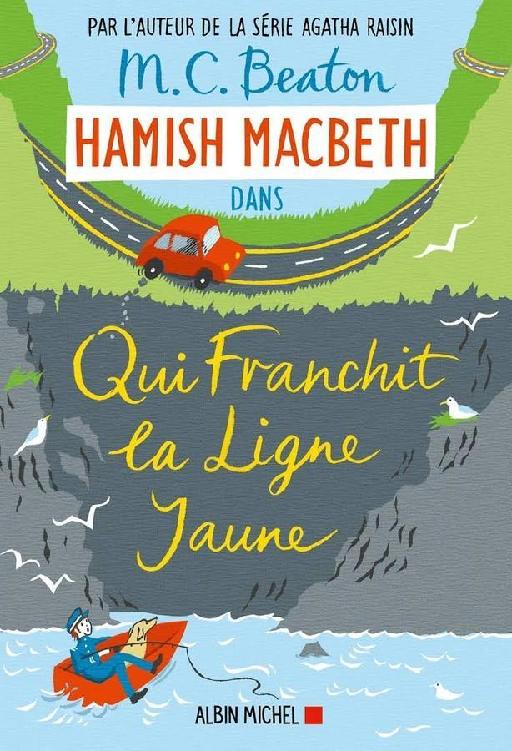 PAR L'AUTEUR DE LA SÉRIE AGATHA RAISIN
M.C. Beaton
HAMISH MACBETH
DANS
Qui Franchit
la Ligne
Jaune
ALBIN MICHEL